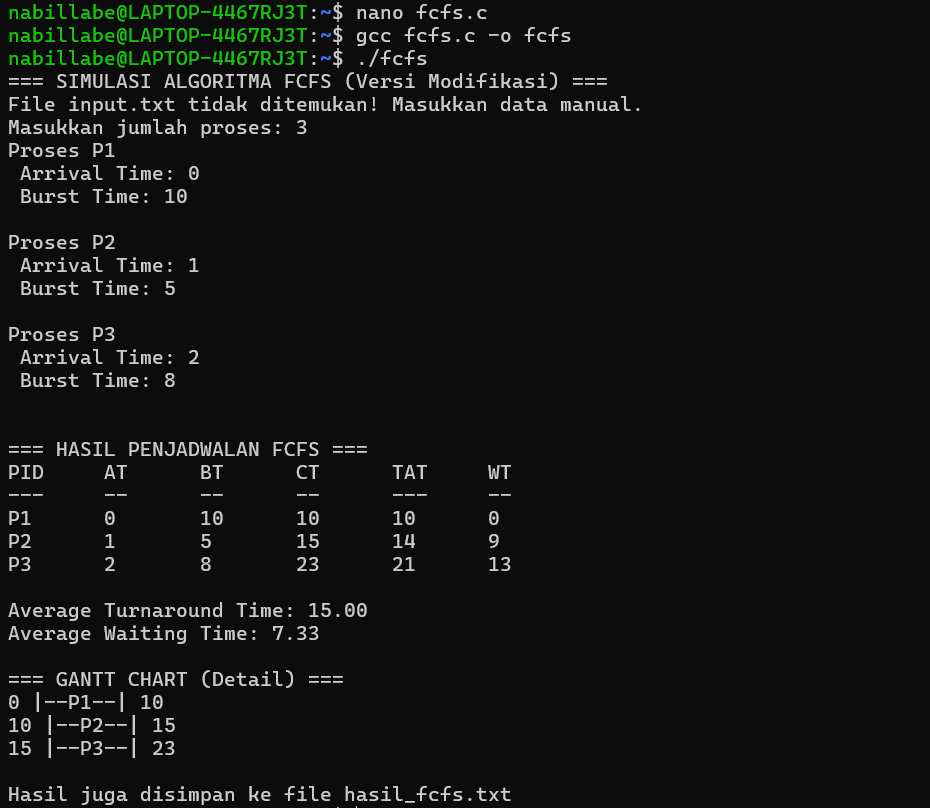 nabillabe@LAPTOP-4467RJ3T:~$ nano fcfs.c
nabillabe@LAPTOP-4467RJ3T:~$ gcc fcfs.c -o fcfs
nabillabe@LAPTOP-4467RJ3T:~$ ./fcfs
=== SIMULASI ALGORITMA FCFS (Versi Modifikasi) ===
File input.txt tidak ditemukan! Masukkan data manual.
Masukkan jumlah proses: 3
Proses P1
 Arrival Time: 0
 Burst Time: 10

Proses P2
 Arrival Time: 1
 Burst Time: 5

Proses P3
 Arrival Time: 2
 Burst Time: 8


=== HASIL PENJADWALAN FCFS ===
PID     AT      BT      CT      TAT     WT
---     --      --      --      ---     --
P1      0       10      10      10      0
P2      1       5       15      14      9
P3      2       8       23      21      13

Average Turnaround Time: 15.00
Average Waiting Time: 7.33

=== GANTT CHART (Detail) ===
0 |--P1--| 10
10 |--P2--| 15
15 |--P3--| 23

Hasil juga disimpan ke file hasil_fcfs.txt